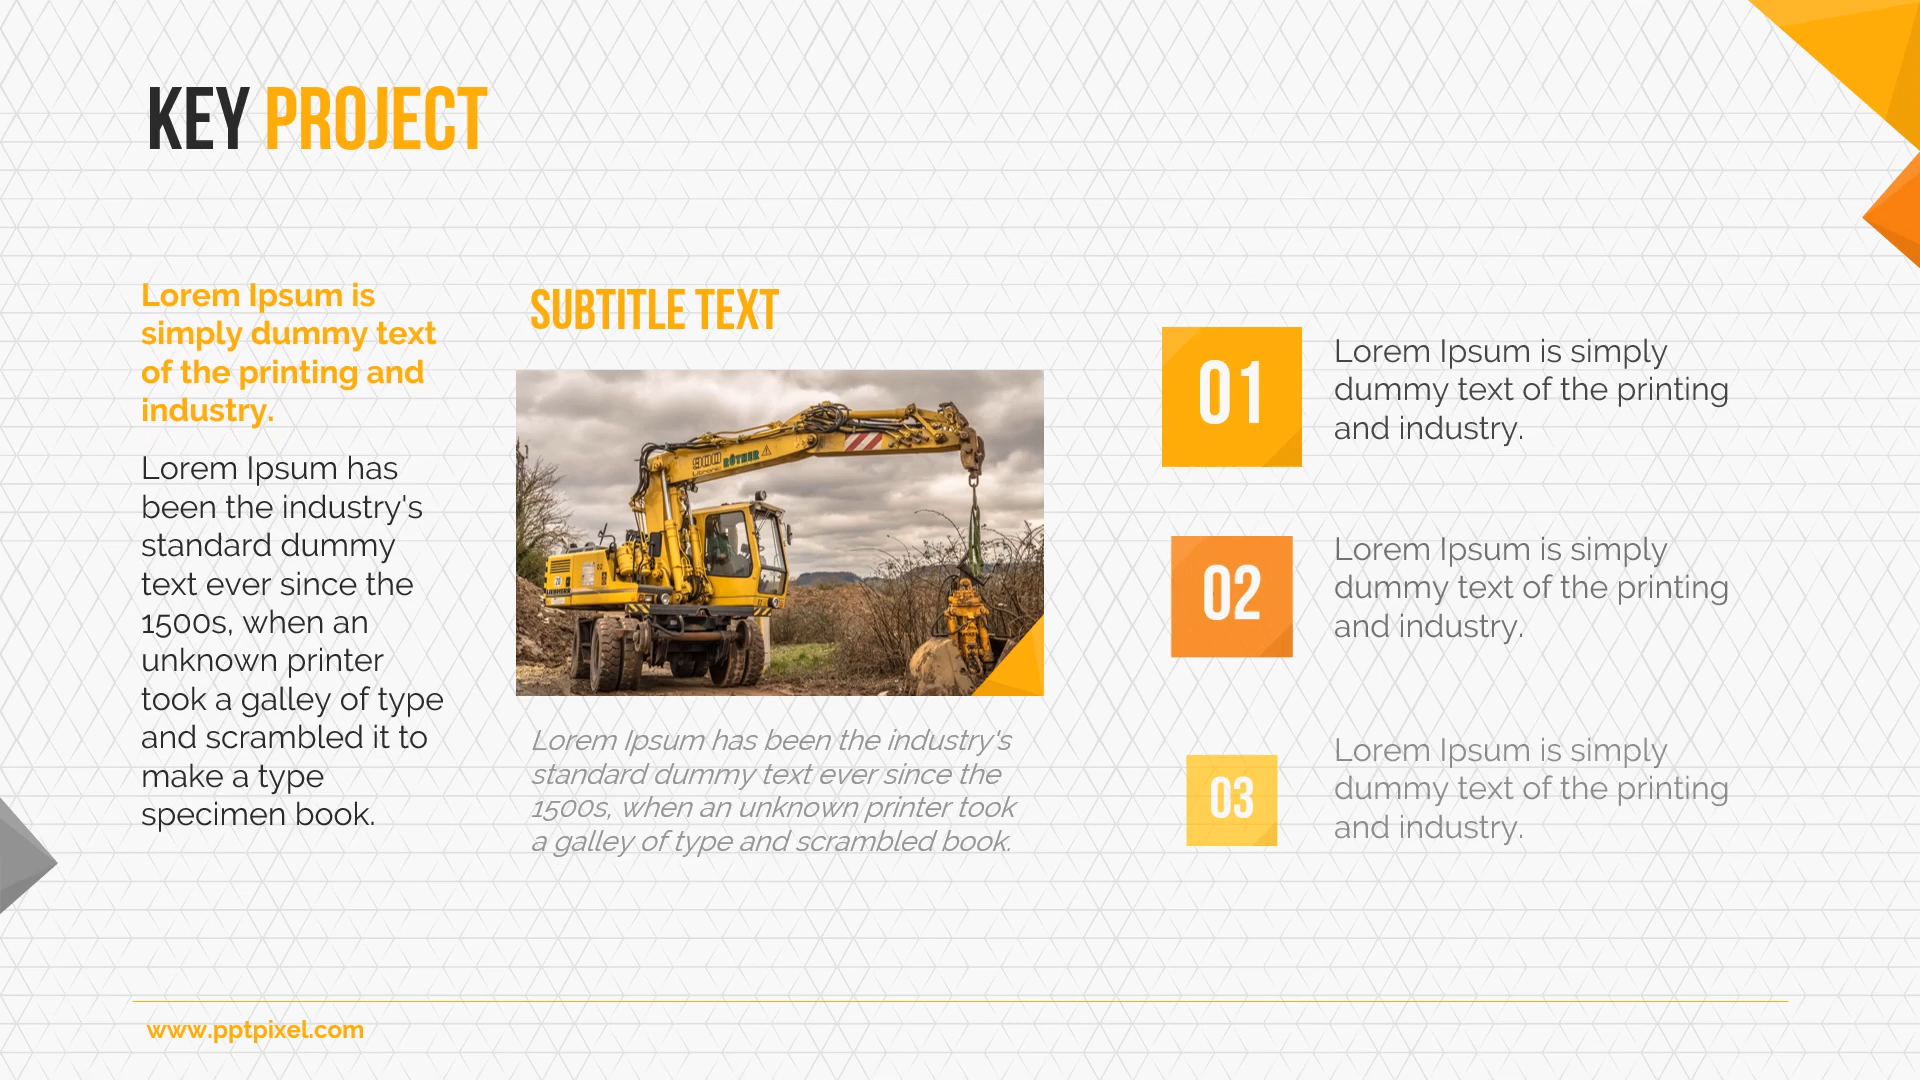 KEY PROJECT
Lorem Ipsum is
simply dummy text
of the printing and
industry.
Lorem Ipsum has
been the industry's
standard dummy
text ever since the
1500s, when an
unknown printer
took a galley of type
and scrambled it to
make a type
specimen book.
SUBTITLE TEXT
900 RÖTHER
Litronic
LIEBHERR
02
Lorem Ipsum has been the industry's
standard dummy text ever since the
1500s, when an unknown printer took
a galley of type and scrambled book.
01
Lorem Ipsum is simply
dummy text of the printing
and industry.
02
Lorem Ipsum is simply
dummy text of the printing
and industry.
03
Lorem Ipsum is simply
dummy text of the printing
and industry.
www.pptpixel.com